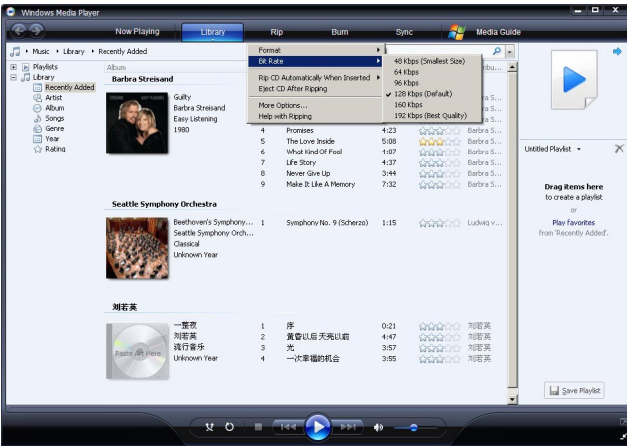 Windows Media Player
Now Playing Library Rip Burn Sync Media Guide
Music Library Recently Added
Format
Bit Rate
Rip CD Automatically When Inserted
Eject CD After Ripping
More Options...
Help with Ripping
48 Kbps (Smallest Size)
64 Kbps
96 Kbps
128 Kbps (Default)
160 Kbps
192 Kbps (Best Quality)
Playlists
Library
Recently Added
Artist
Album
Songs
Genre
Year
Rating
Album
Barbra Streisand
Guilty
Barbra Streisand
Easy Listening
1980
4 Promises 4:23 Barbra S...
5 The Love Inside 5:08 Barbra S...
6 What Kind Of Fool 4:07 Barbra S...
7 Life Story 4:37 Barbra S...
8 Never Give Up 3:44 Barbra S...
9 Make It Like A Memory 7:32 Barbra S...
Seattle Symphony Orchestra
Beethoven's Symphony... 1 Symphony No. 9 (Scherzo) 1:15 Ludwig v...
Seattle Symphony Orch...
Classical
Unknown Year
刘若英
一整夜 1 序 0:21 刘若英
刘若英 2 黄昏以后天亮以前 4:47 刘若英
流行音乐 3 光 3:57 刘若英
Unknown Year 4 一次幸福的机会 3:55 刘若英
Paste Art Here
Untitled Playlist
Drag items here
to create a playlist
or
Play favorites
from 'Recently Added'.
Save Playlist